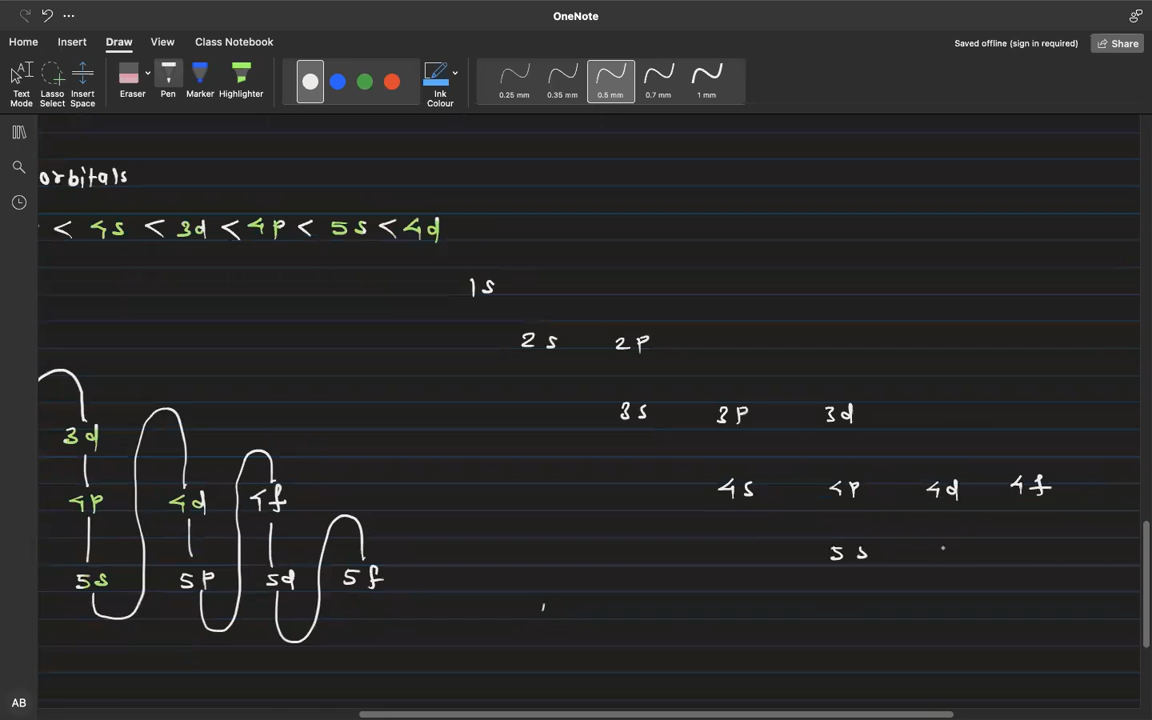 OneNote
Home Insert Draw View Class Notebook
Saved offline (sign in required) Share
Text Mode Lasso Select Insert Space Eraser Pen Marker Highlighter Ink Colour 0.25 mm 0.35 mm 0.5 mm 0.7 mm 1 mm
orbitals
< 4s < 3d < 4p < 5s < 4d
1s
2s 2p
3s 3p 3d
4s 4p 4d 4f
5s
3d
4p 4d 4f
5s 5p 5d 5f
AB